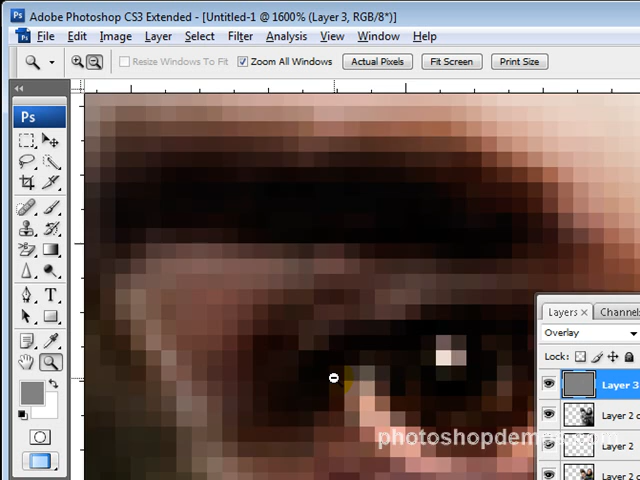 Ps Adobe Photoshop CS3 Extended - [Untitled-1 @ 1600% (Layer 3, RGB/8*)]
Ps File Edit Image Layer Select Filter Analysis View Window Help
Resize Windows To Fit Zoom All Windows Actual Pixels Fit Screen Print Size
Ps
T
Layers × Channels
Overlay
Lock:
Layer 3
Layer 2 c
Layer 2
Layer 2 c